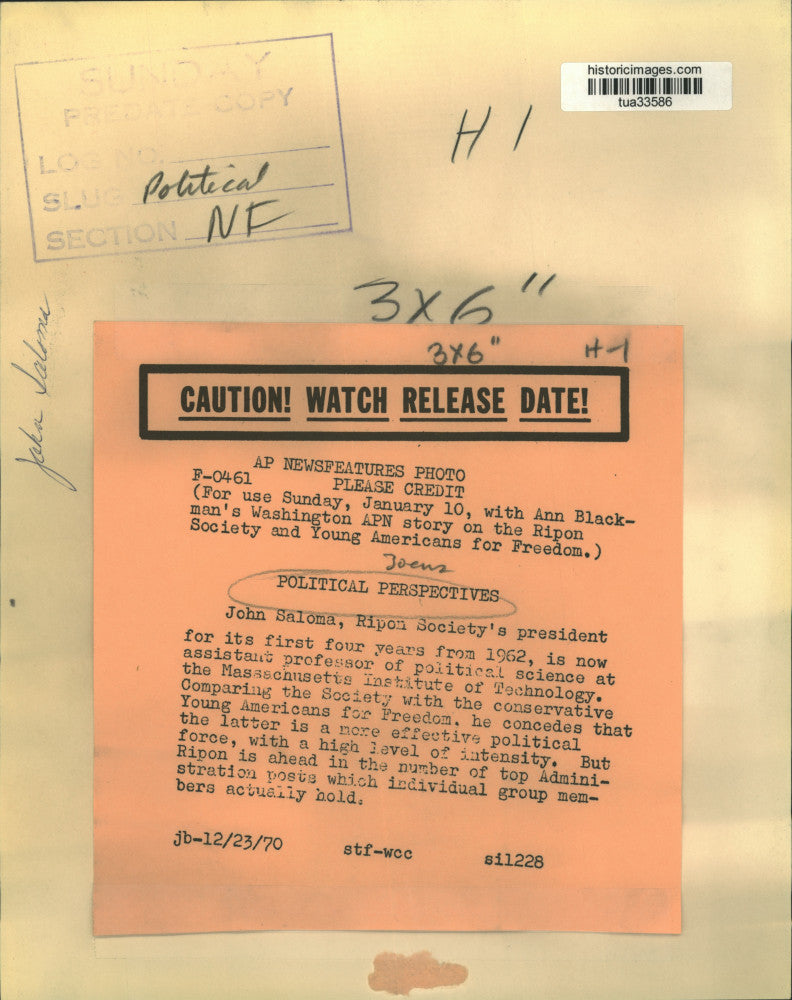 historicimages.com
tua33586
SUNDAY
PREDATE COPY
LOG NO.
SLUG Political
SECTION NF
H 1
3x6"
John Saloma
3x6" H-1
CAUTION! WATCH RELEASE DATE!
AP NEWSFEATURES PHOTO
F-0461 PLEASE CREDIT
(For use Sunday, January 10, with Ann Black-
man's Washington APN story on the Ripon
Society and Young Americans for Freedom.)
POLITICAL PERSPECTIVES
John Saloma, Ripon Society's president
for its first four years from 1962, is now
assistant professor of political science at
the Massachusetts Institute of Technology.
Comparing the Society with the conservative
Young Americans for Freedom. he concedes that
the latter is a more effective political
force, with a high level of intensity. But
Ripon is ahead in the number of top Admini-
stration posts which individual group mem-
bers actually hold.
jb-12/23/70 stf-wcc si1228